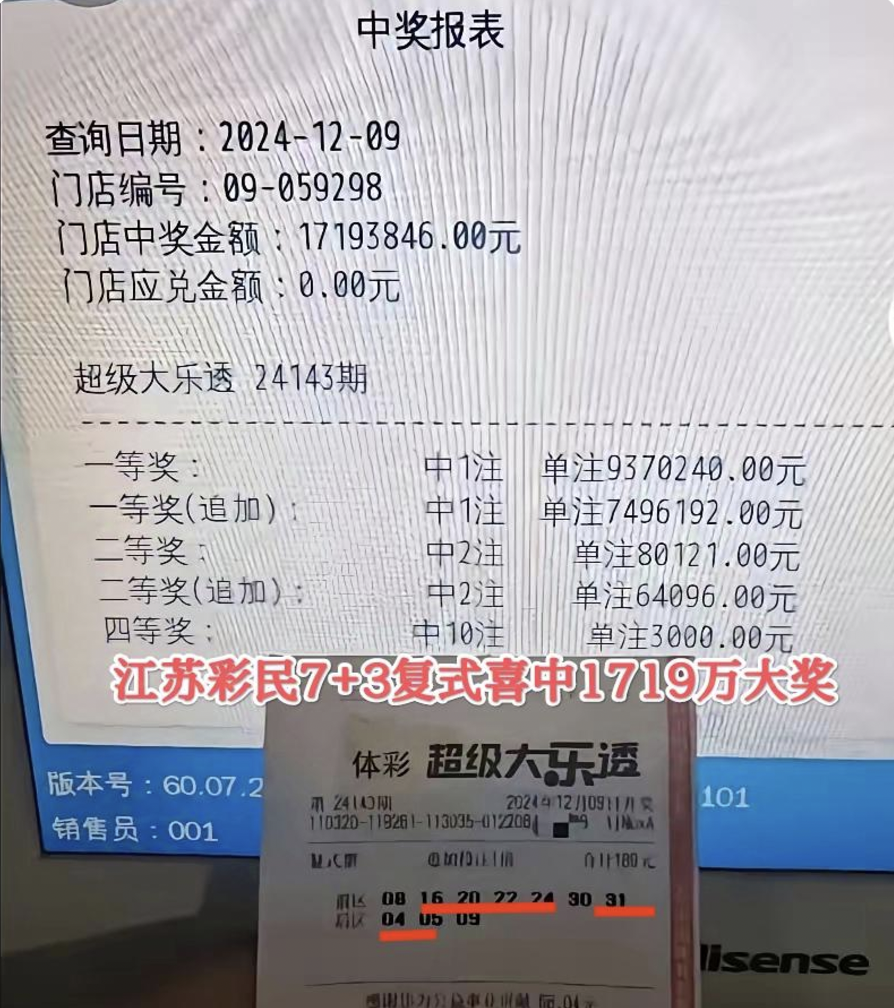 中奖报表
查询日期：2024-12-09
门店编号：09-059298
门店中奖金额：17193846.00元
门店应兑金额：0.00元
超级大乐透 24143期
一等奖： 中1注 单注9370240.00元
一等奖(追加)： 中1注 单注7496192.00元
二等奖： 中2注 单注80121.00元
二等奖(追加)： 中2注 单注64096.00元
四等奖： 中10注 单注3000.00元
江苏彩民7+3复式喜中1719万大奖
版本号：60.07.2
101
销售员：001
体彩 超级大乐透
第 24143期 2024年12月09日开奖
110320-118261-113035-012208
合计180元
前区 08 16 20 22 24 30 31
后区 04 05 09
Hisense